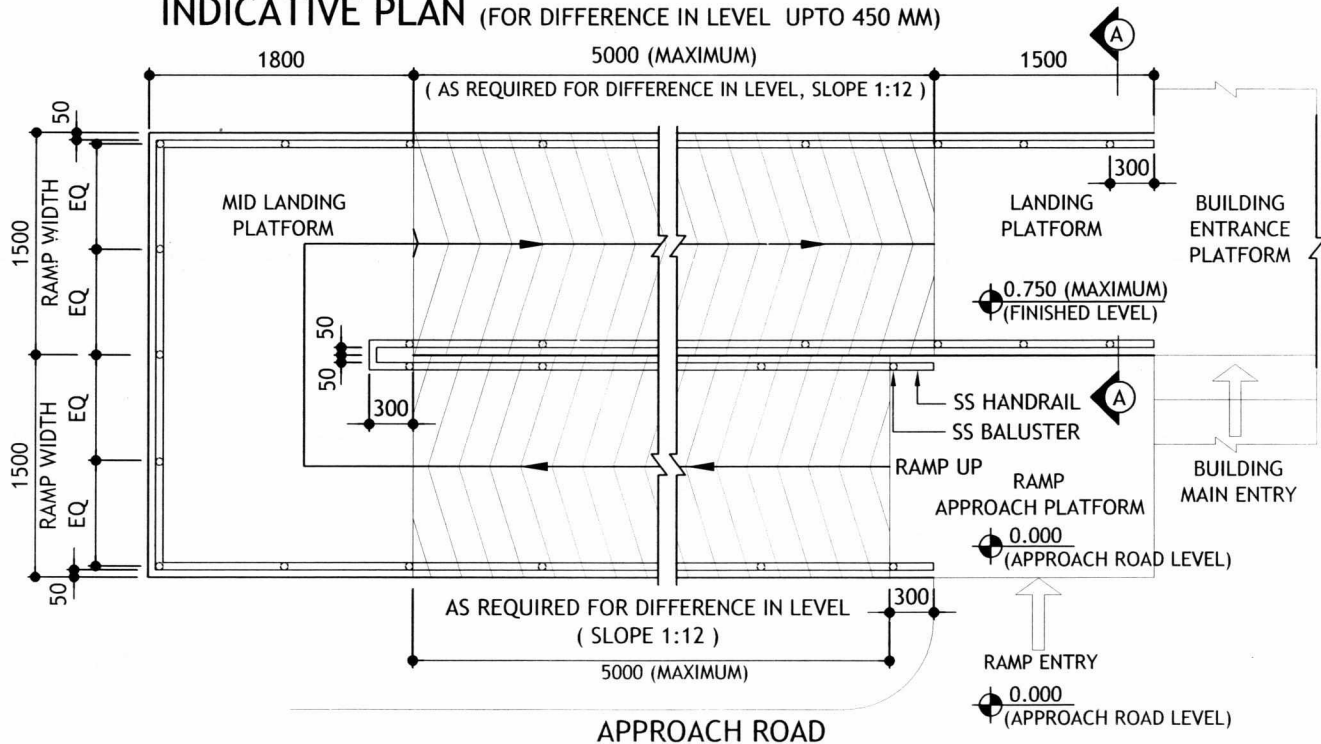 INDICATIVE PLAN (FOR DIFFERENCE IN LEVEL UPTO 450 MM)
A
1800
5000 (MAXIMUM)
1500
( AS REQUIRED FOR DIFFERENCE IN LEVEL, SLOPE 1:12 )
50
EQ
RAMP WIDTH
1500
EQ
MID LANDING
PLATFORM
300
LANDING
PLATFORM
BUILDING
ENTRANCE
PLATFORM
0.750 (MAXIMUM)
(FINISHED LEVEL)
50
50
300
EQ
RAMP WIDTH
1500
EQ
50
SS HANDRAIL
A
SS BALUSTER
RAMP UP
RAMP
APPROACH PLATFORM
0.000
(APPROACH ROAD LEVEL)
BUILDING
MAIN ENTRY
AS REQUIRED FOR DIFFERENCE IN LEVEL
( SLOPE 1:12 )
300
5000 (MAXIMUM)
RAMP ENTRY
0.000
(APPROACH ROAD LEVEL)
APPROACH ROAD